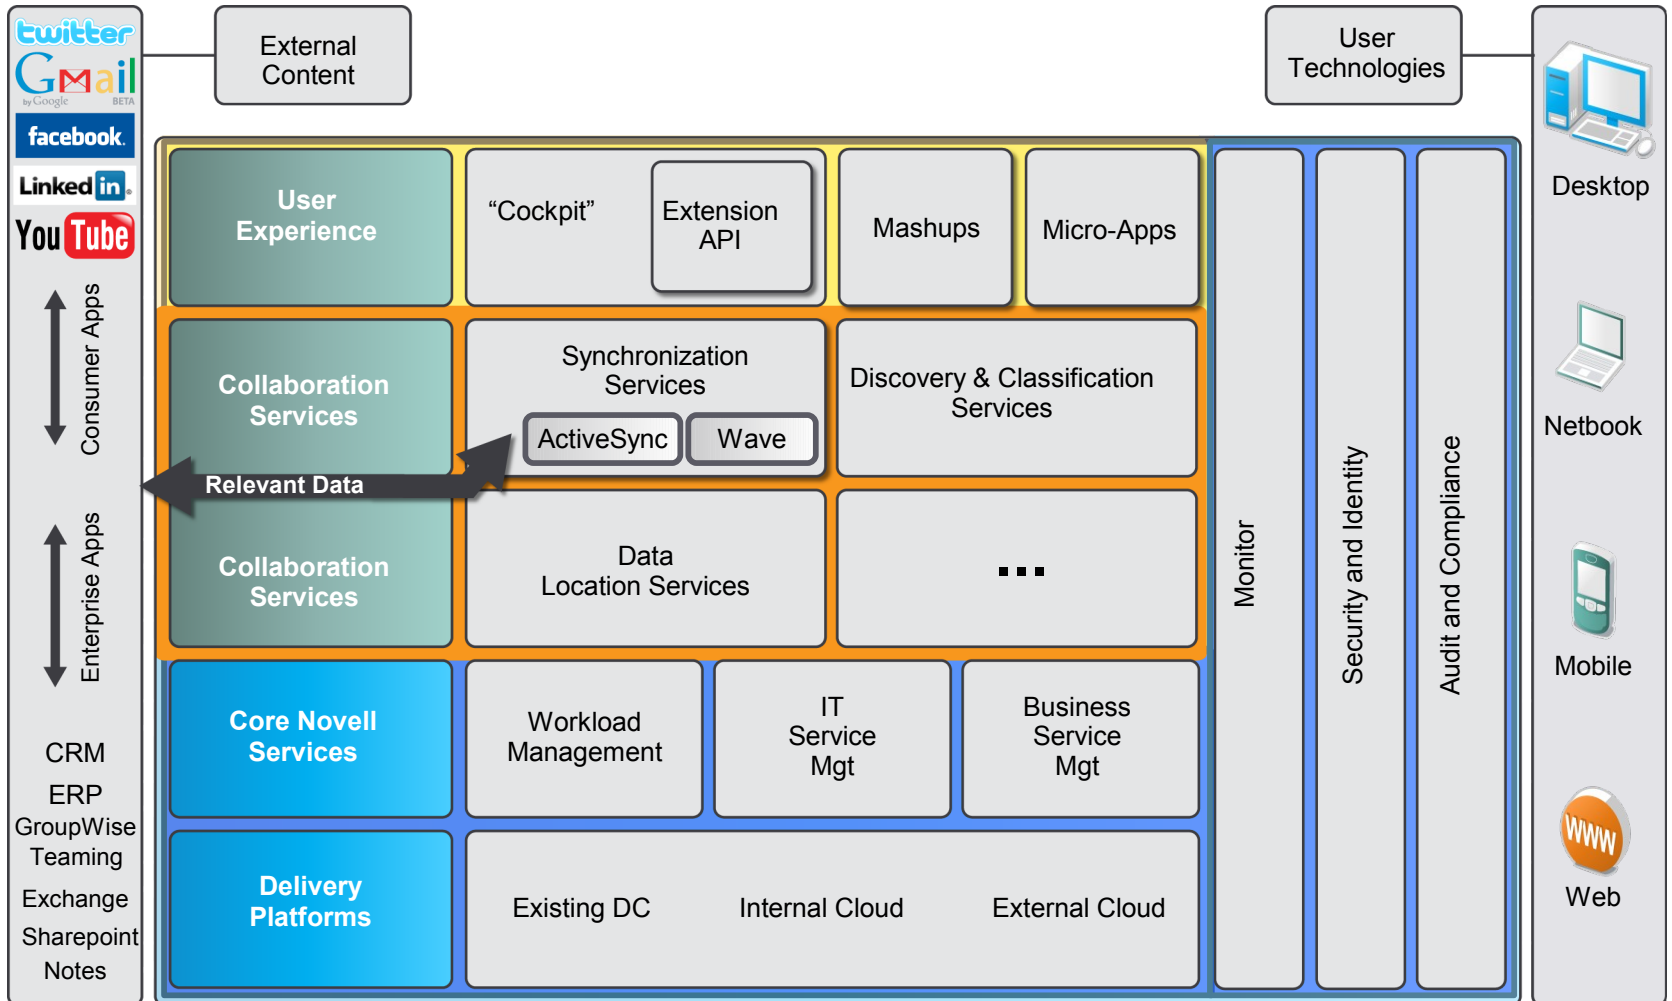 twitter
GMail
by Google BETA
facebook.
Linked in.
You Tube
Consumer Apps
Enterprise Apps
CRM
ERP
GroupWise
Teaming
Exchange
Sharepoint
Notes
External
Content
User
Technologies
User
Experience
“Cockpit”
Extension
API
Mashups
Micro-Apps
Collaboration
Services
Synchronization
Services
ActiveSync
Wave
Discovery & Classification
Services
Relevant Data
Collaboration
Services
Data
Location Services
...
Core Novell
Services
Workload
Management
IT
Service
Mgt
Business
Service
Mgt
Delivery
Platforms
Existing DC
Internal Cloud
External Cloud
Monitor
Security and Identity
Audit and Compliance
Desktop
Netbook
Mobile
WWW
Web